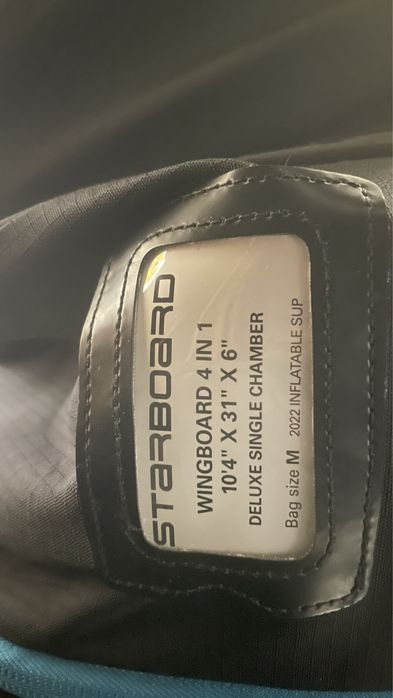 STARBOARD
WINGBOARD 4 IN 1
10'4" X 31" X 6"
DELUXE SINGLE CHAMBER
Bag size M 2022 INFLATABLE SUP